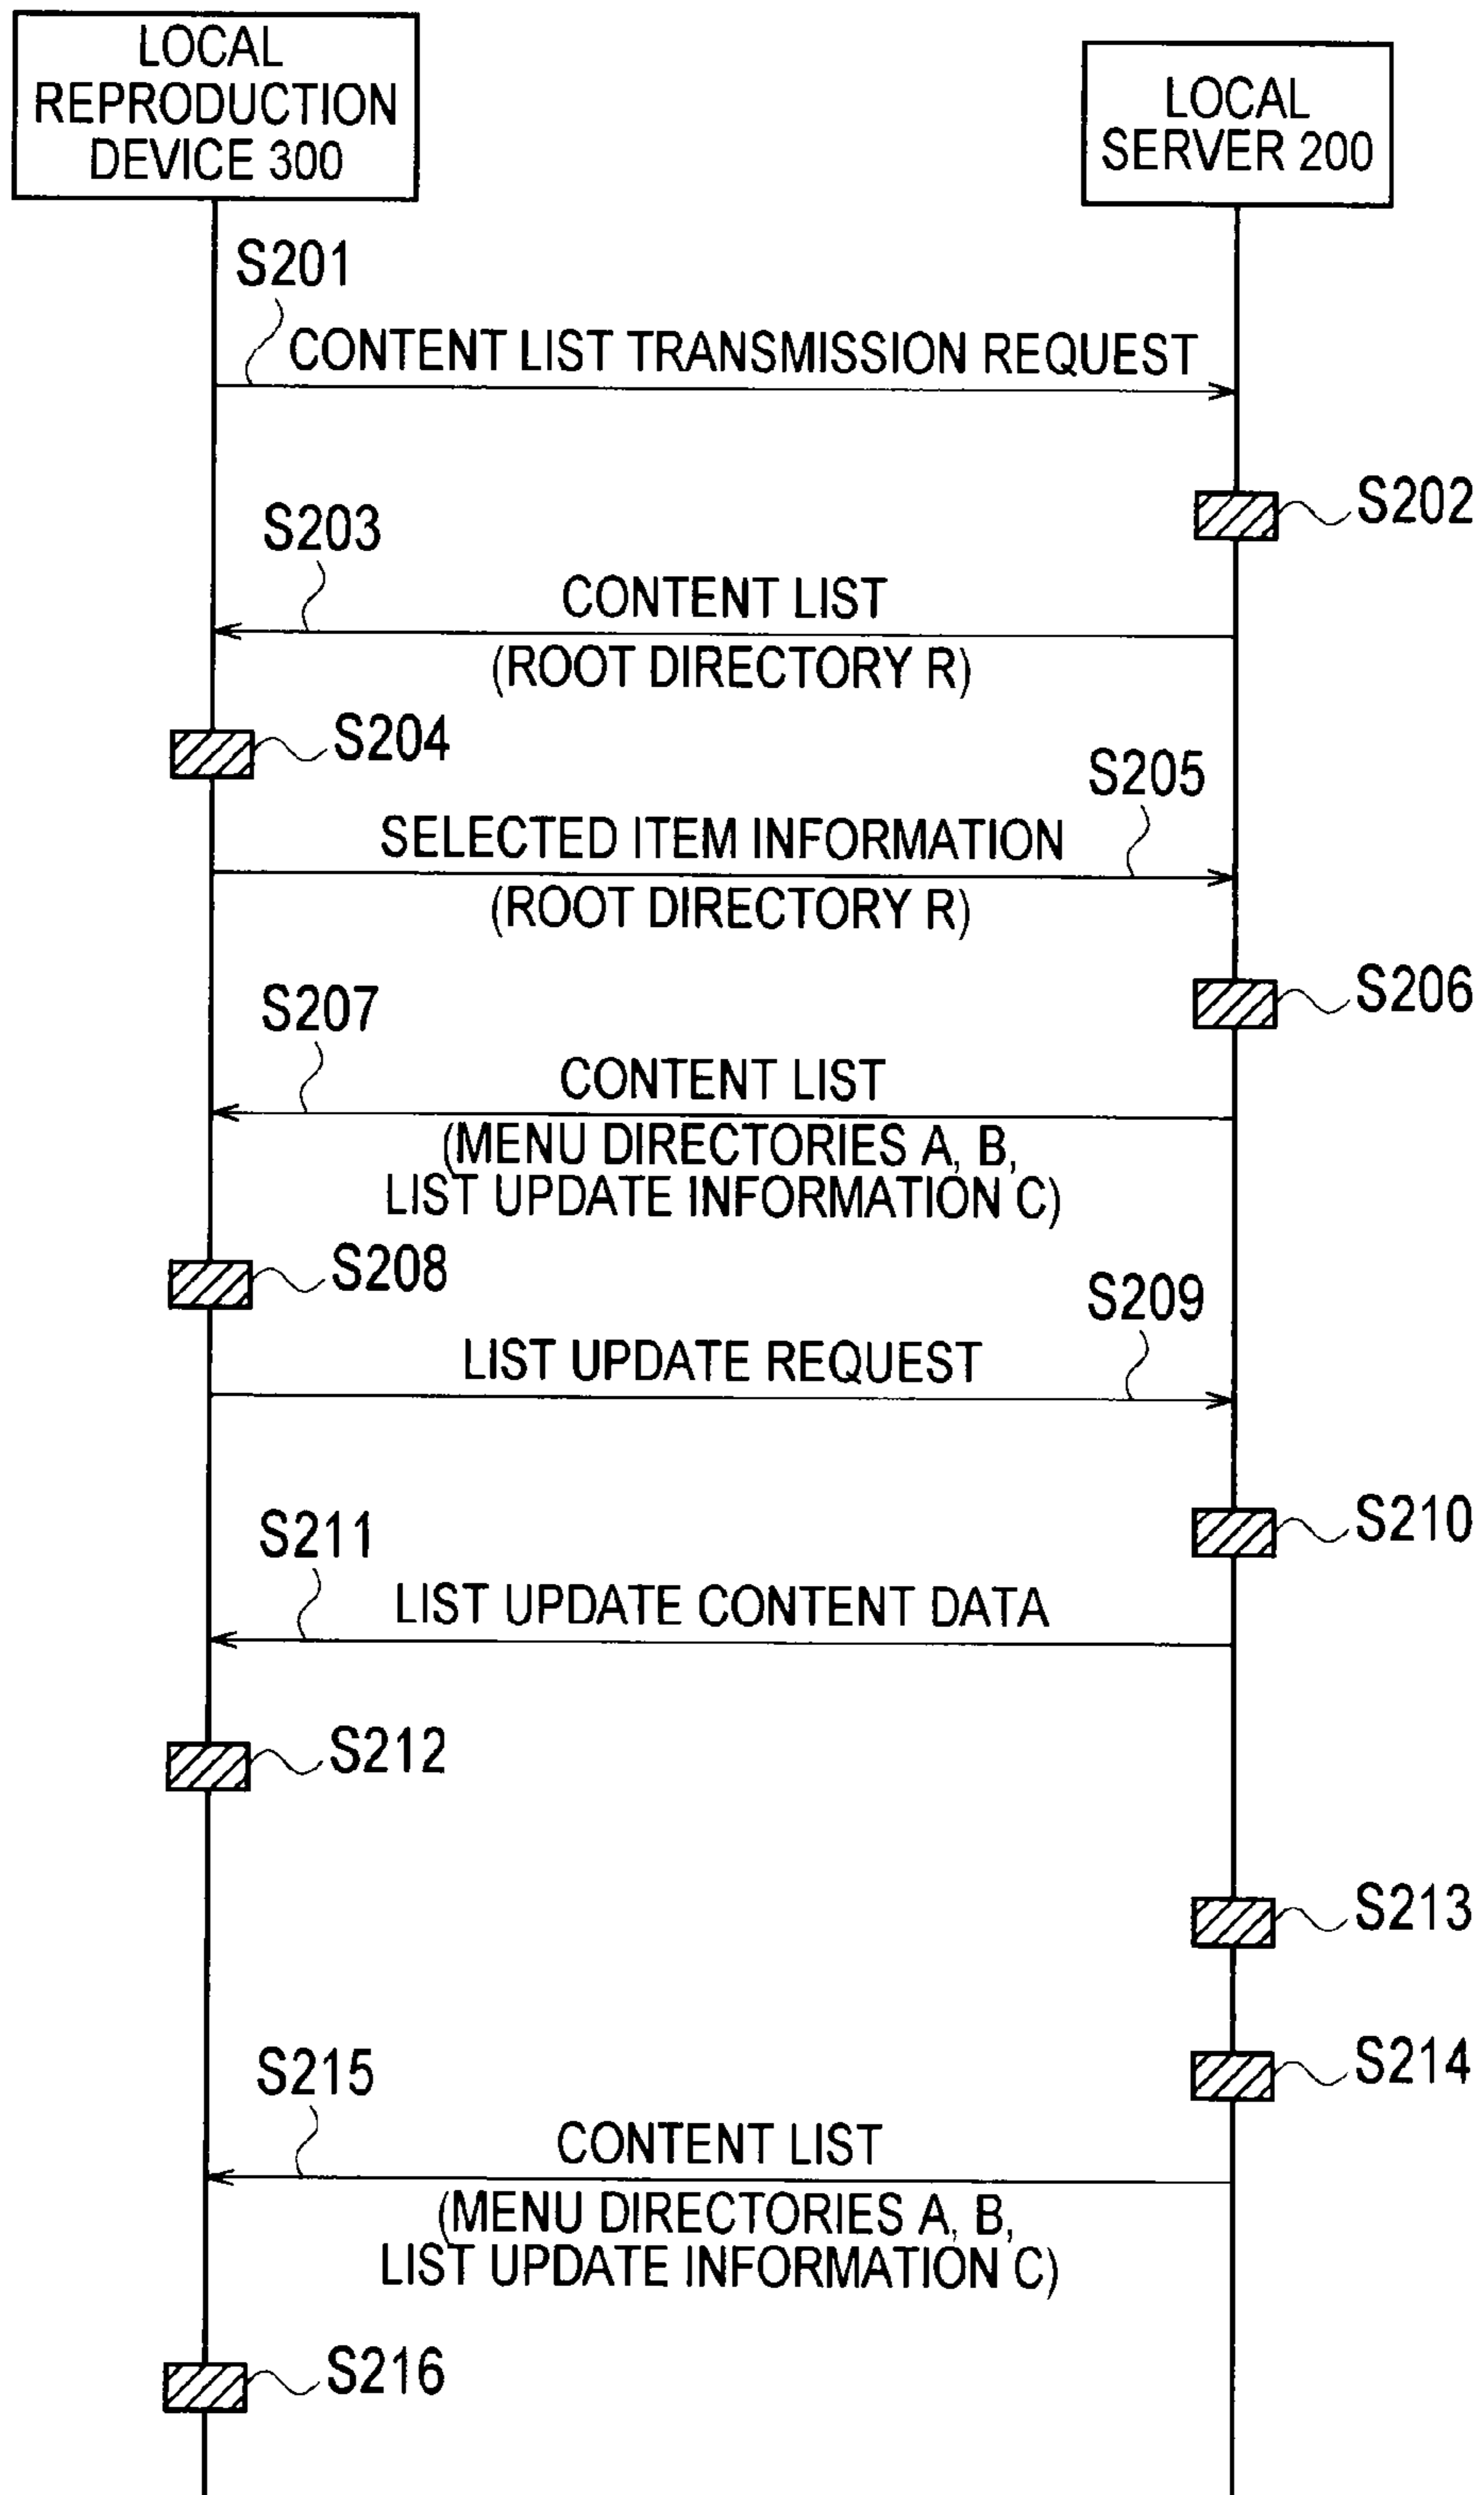 LOCAL
REPRODUCTION
DEVICE 300
LOCAL
SERVER 200
S201
CONTENT LIST TRANSMISSION REQUEST
S202
S203
CONTENT LIST
(ROOT DIRECTORY R)
S204
S205
SELECTED ITEM INFORMATION
(ROOT DIRECTORY R)
S206
S207
CONTENT LIST
(MENU DIRECTORIES A, B,
LIST UPDATE INFORMATION C)
S208
S209
LIST UPDATE REQUEST
S210
S211
LIST UPDATE CONTENT DATA
S212
S213
S214
S215
CONTENT LIST
(MENU DIRECTORIES A, B,
LIST UPDATE INFORMATION C)
S216